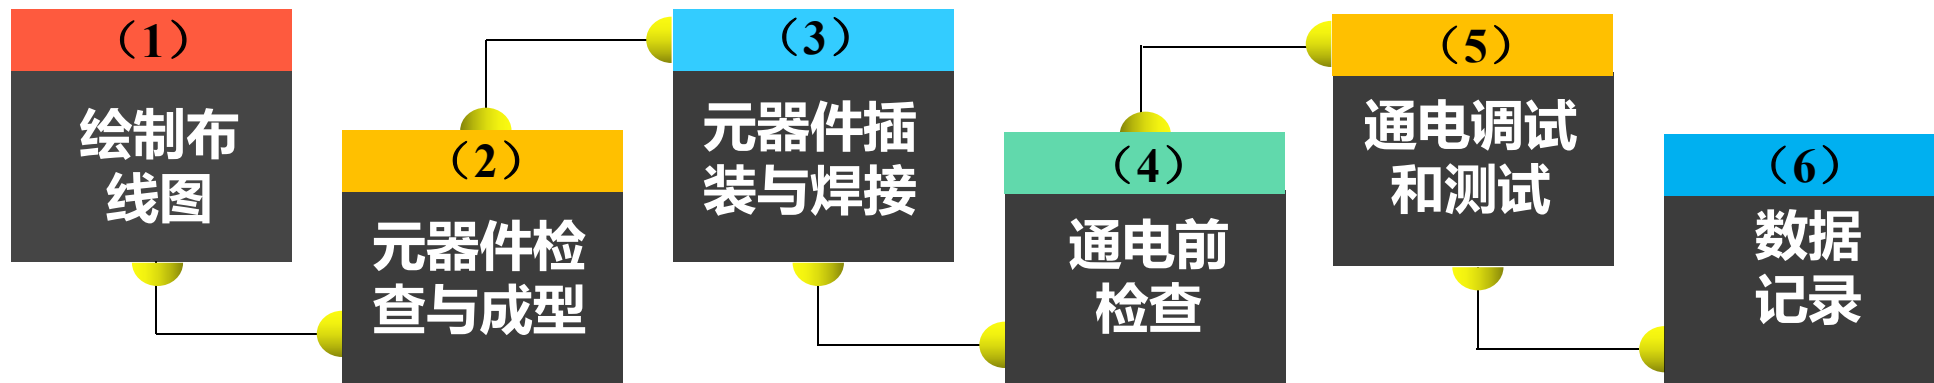 （1）
绘制布
线图
（2）
元器件检
查与成型
（3）
元器件插
装与焊接
（4）
通电前
检查
（5）
通电调试
和测试
（6）
数据
记录